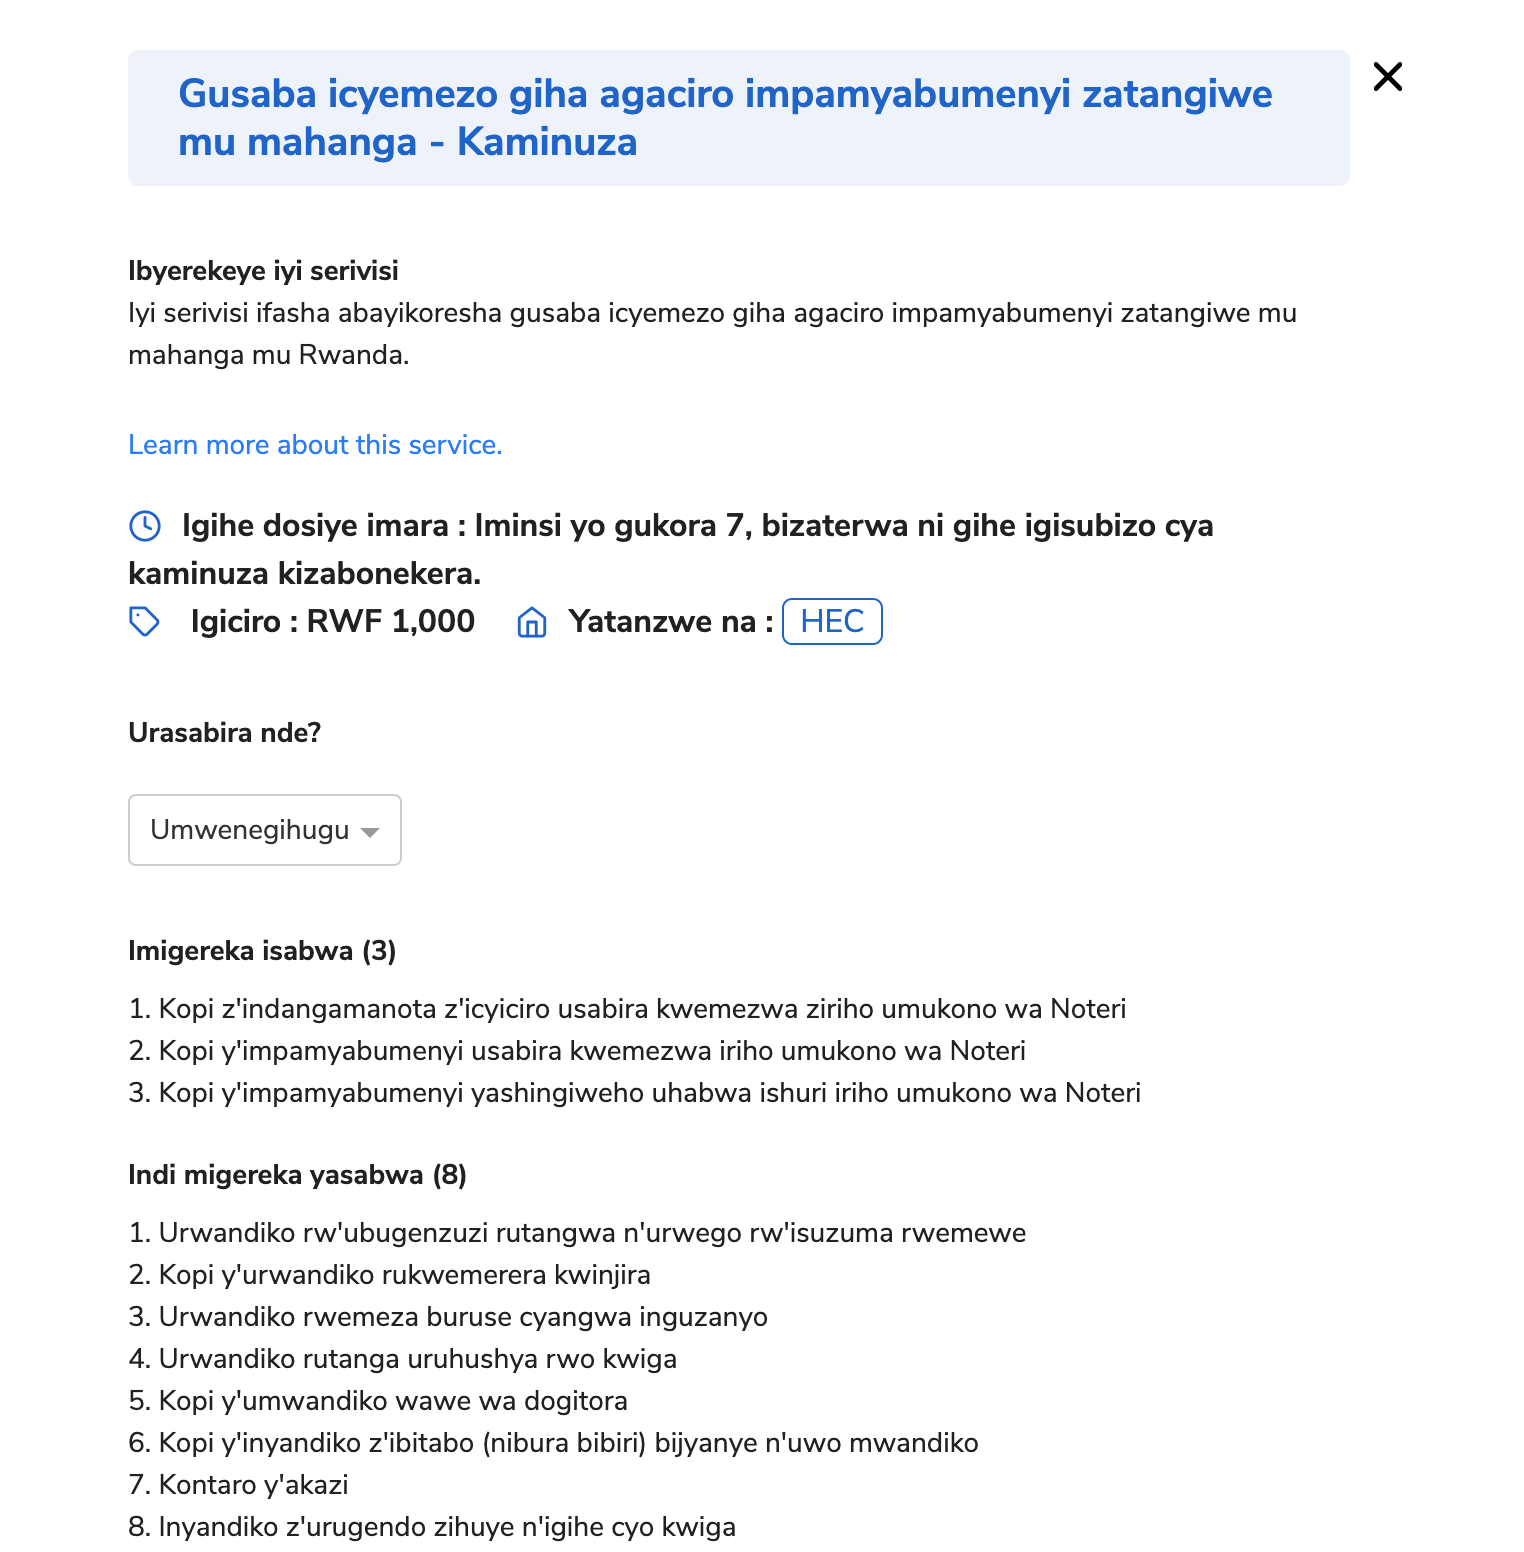 Gusaba icyemezo giha agaciro impamyabumenyi zatangiwe
mu mahanga - Kaminuza
Ibyerekeye iyi serivisi
Iyi serivisi ifasha abayikoresha gusaba icyemezo giha agaciro impamyabumenyi zatangiwe mu
mahanga mu Rwanda.
Learn more about this service.
Igihe dosiye imara : Iminsi yo gukora 7, bizaterwa ni gihe igisubizo cya
kaminuza kizabonekera.
Igiciro : RWF 1,000 Yatanzwe na : HEC
Urasabira nde?
Umwenegihugu
Imigereka isabwa (3)
1. Kopi z'indangamanota z'icyiciro usabira kwemezwa ziriho umukono wa Noteri
2. Kopi y'impamyabumenyi usabira kwemezwa iriho umukono wa Noteri
3. Kopi y'impamyabumenyi yashingiweho uhabwa ishuri iriho umukono wa Noteri
Indi migereka yasabwa (8)
1. Urwandiko rw'ubugenzuzi rutangwa n'urwego rw'isuzuma rwemewe
2. Kopi y'urwandiko rukwemerera kwinjira
3. Urwandiko rwemeza buruse cyangwa inguzanyo
4. Urwandiko rutanga uruhushya rwo kwiga
5. Kopi y'umwandiko wawe wa dogitora
6. Kopi y'inyandiko z'ibitabo (nibura bibiri) bijyanye n'uwo mwandiko
7. Kontaro y'akazi
8. Inyandiko z'urugendo zihuye n'igihe cyo kwiga